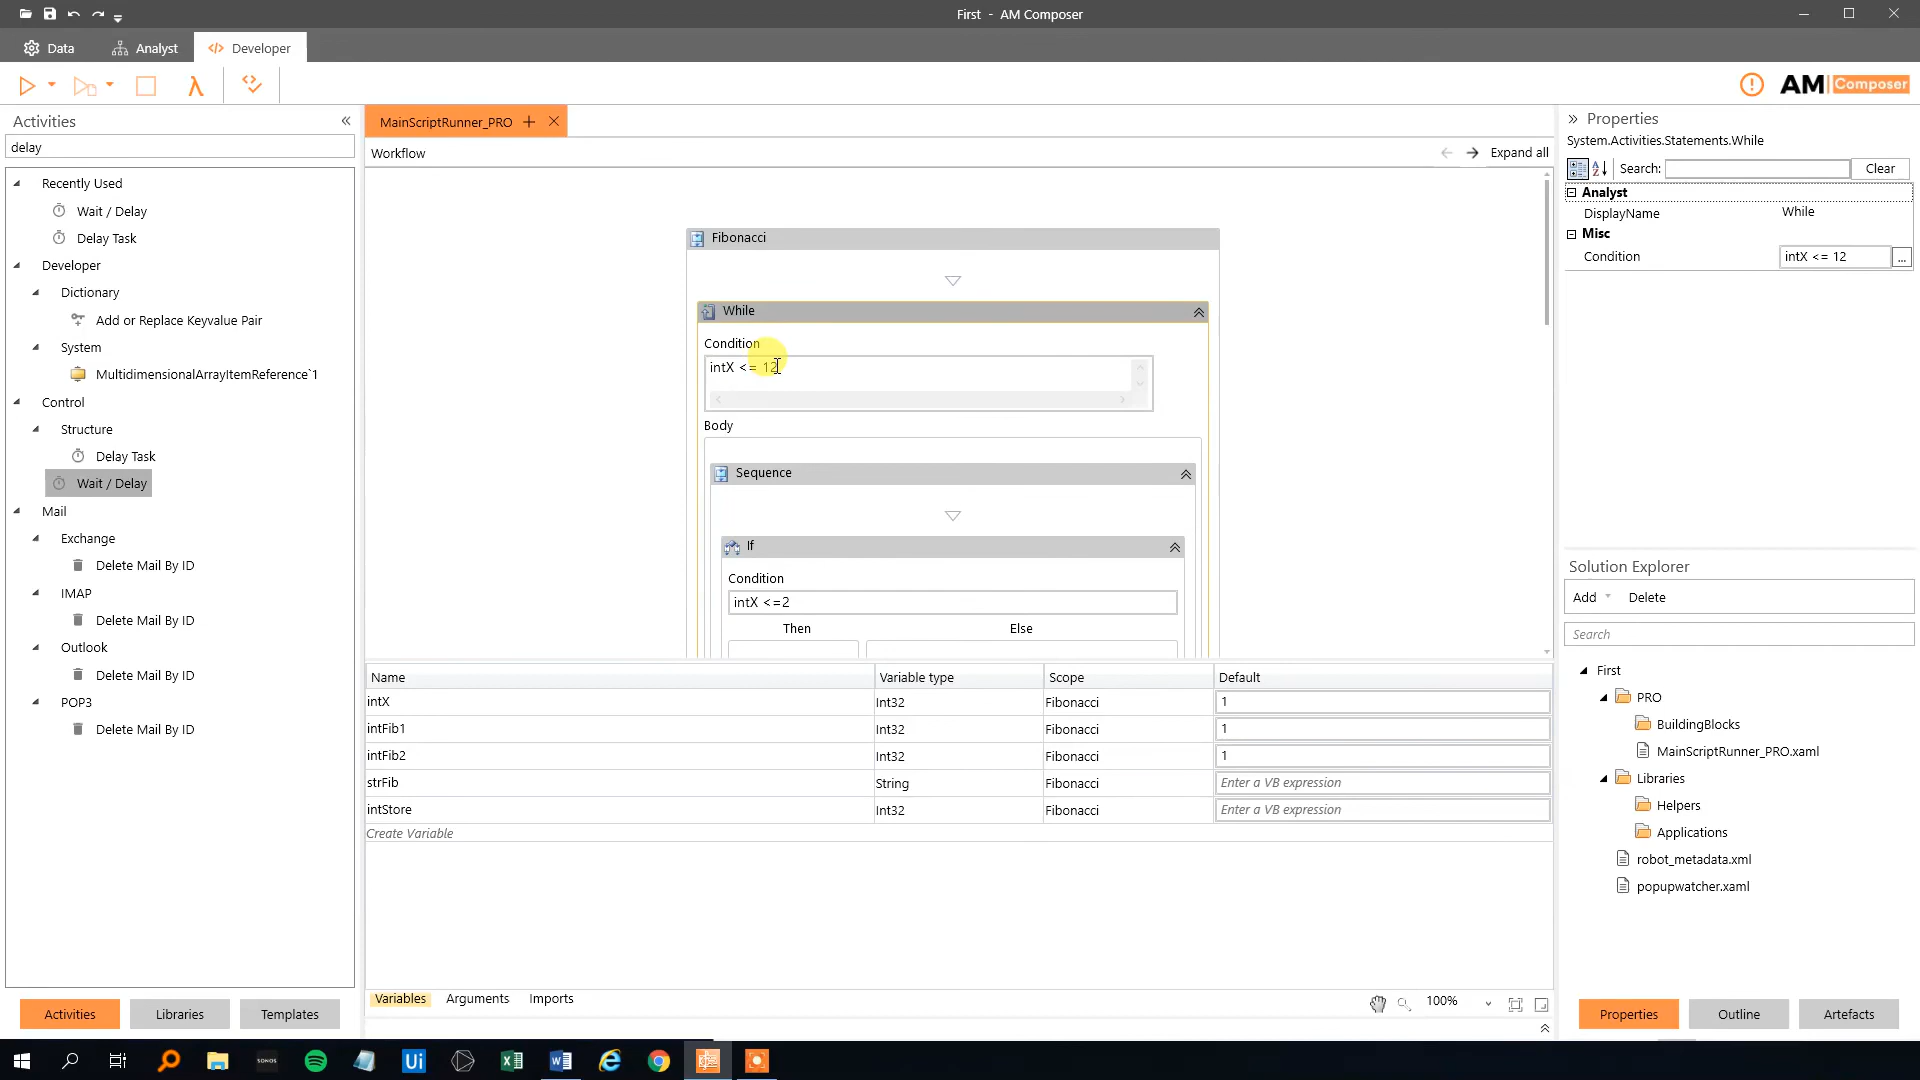 First - AM Composer
Data
Analyst
Developer
AM Composer
Activities
delay
Recently Used
Wait / Delay
Delay Task
Developer
Dictionary
Add or Replace Keyvalue Pair
System
MultidimensionalArrayItemReference`1
Control
Structure
Delay Task
Wait / Delay
Mail
Exchange
Delete Mail By ID
IMAP
Delete Mail By ID
Outlook
Delete Mail By ID
POP3
Delete Mail By ID
Activities
Libraries
Templates
MainScriptRunner_PRO
Workflow
Expand all
Fibonacci
While
Condition
intX <= 12
Body
Sequence
If
Condition
intX <=2
Then Else
Name Variable type Scope Default
intX Int32 Fibonacci 1
intFib1 Int32 Fibonacci 1
intFib2 Int32 Fibonacci 1
strFib String Fibonacci Enter a VB expression
intStore Int32 Fibonacci Enter a VB expression
Create Variable
Variables Arguments Imports
100%
Properties
System.Activities.Statements.While
Search:
Clear
Analyst
DisplayName While
Misc
Condition intX <= 12 ...
Solution Explorer
Add Delete
Search
First
PRO
BuildingBlocks
MainScriptRunner_PRO.xaml
Libraries
Helpers
Applications
robot_metadata.xml
popupwatcher.xaml
Properties
Outline
Artefacts
SONOS
Ui